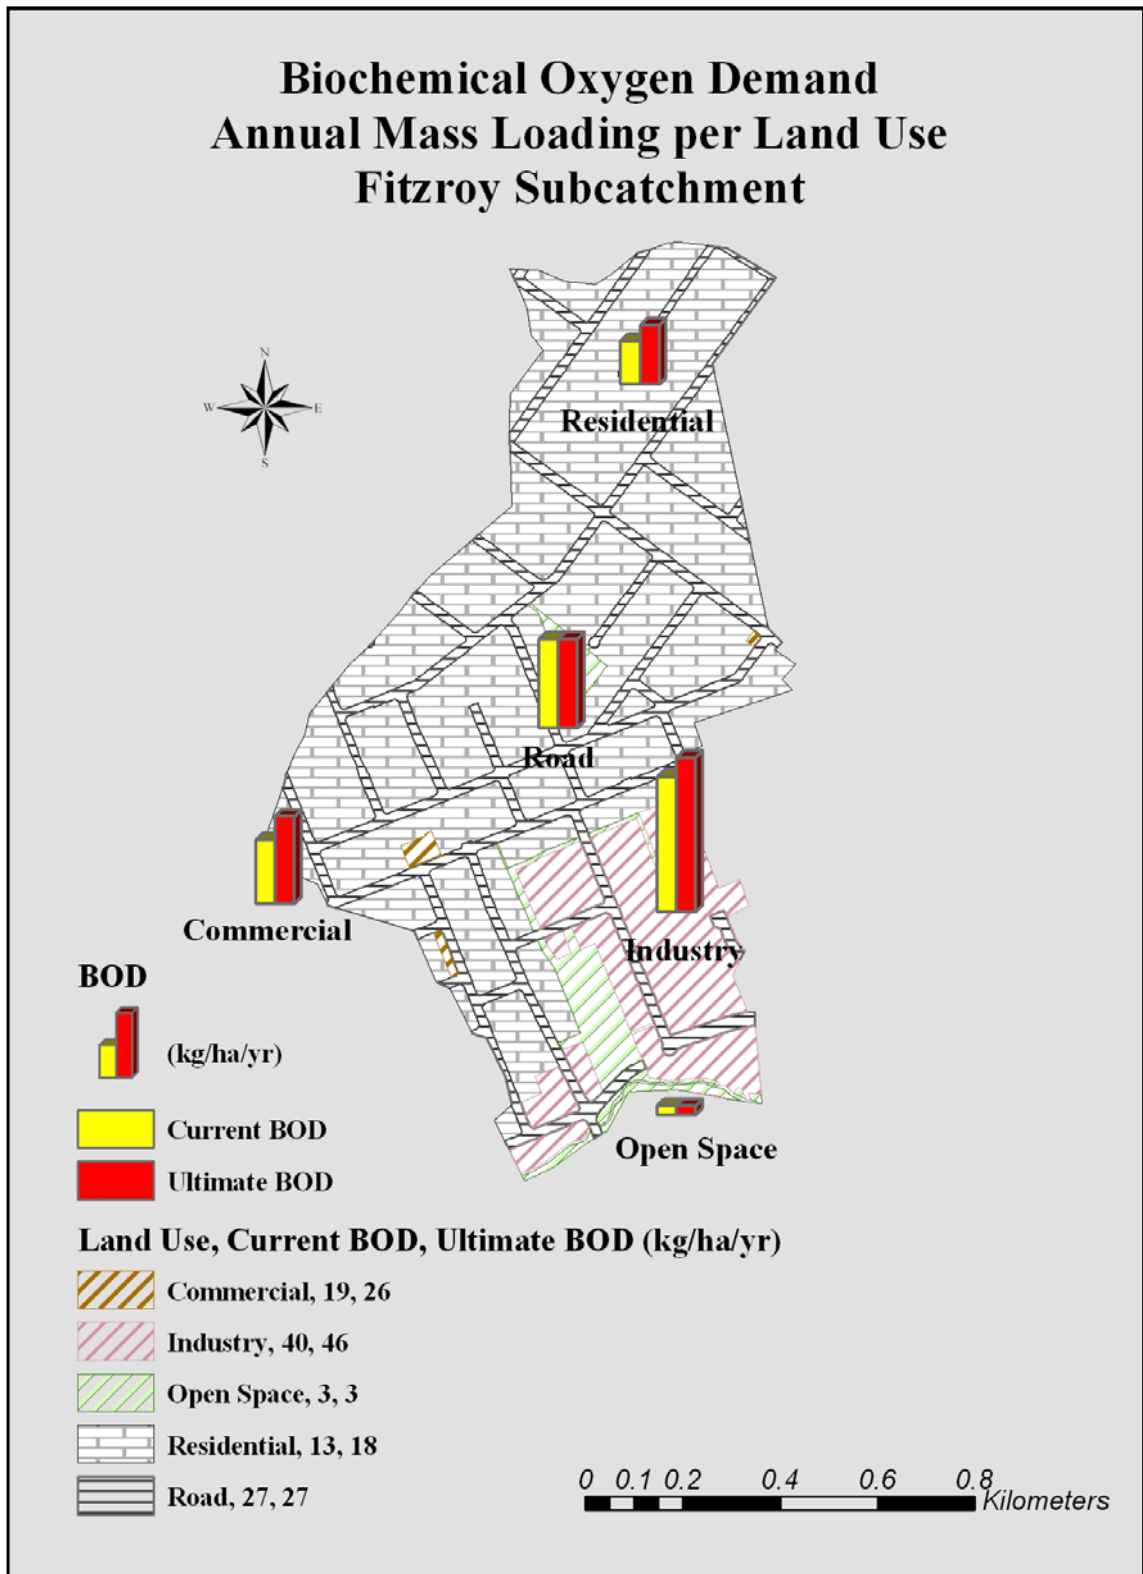 Biochemical Oxygen Demand
Annual Mass Loading per Land Use
Fitzroy Subcatchment
N
W E
S
Residential
Road
Commercial
Industry
Open Space
BOD
(kg/ha/yr)
Current BOD
Ultimate BOD
Land Use, Current BOD, Ultimate BOD (kg/ha/yr)
Commercial, 19, 26
Industry, 40, 46
Open Space, 3, 3
Residential, 13, 18
Road, 27, 27
0 0.1 0.2 0.4 0.6 0.8
Kilometers